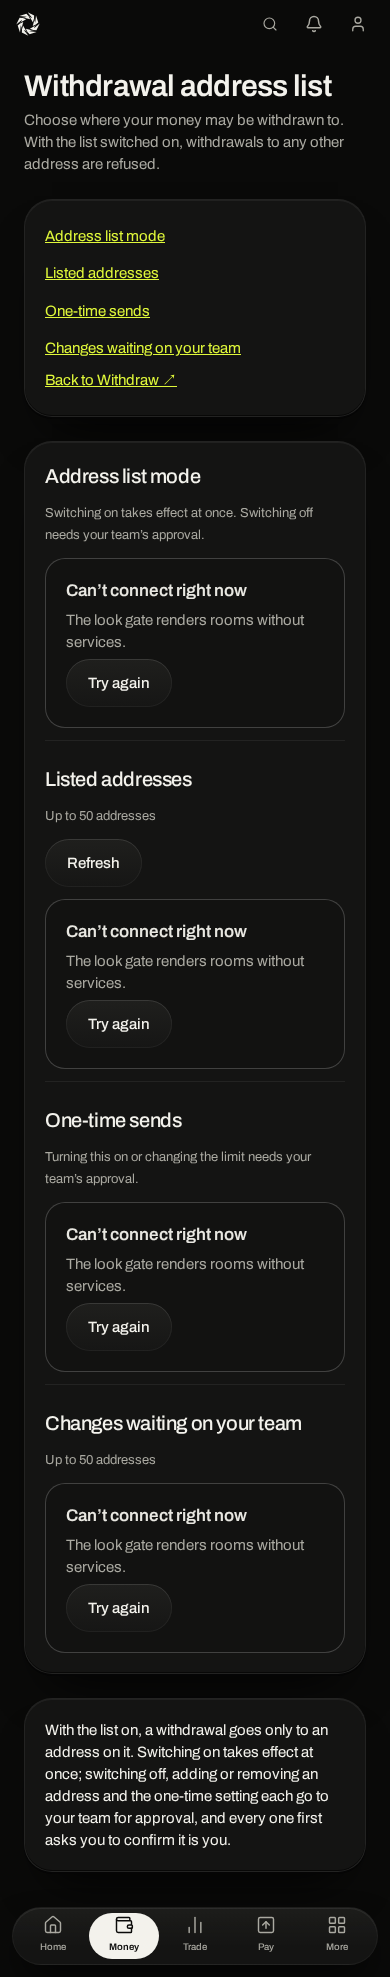 Withdrawal address list
Choose where your money may be withdrawn to.
With the list switched on, withdrawals to any other
address are refused.
Address list mode
Listed addresses
One-time sends
Changes waiting on your team
Back to Withdraw ↗
Address list mode
Switching on takes effect at once. Switching off
needs your team’s approval.
Can’t connect right now
The look gate renders rooms without
services.
Try again
Listed addresses
Up to 50 addresses
Refresh
Can’t connect right now
The look gate renders rooms without
services.
Try again
One-time sends
Turning this on or changing the limit needs your
team’s approval.
Can’t connect right now
The look gate renders rooms without
services.
Try again
Changes waiting on your team
Up to 50 addresses
Can’t connect right now
The look gate renders rooms without
services.
Try again
With the list on, a withdrawal goes only to an
address on it. Switching on takes effect at
once; switching off, adding or removing an
address and the one-time setting each go to
your team for approval, and every one first
asks you to confirm it is you.
Home
Money
Trade
Pay
More